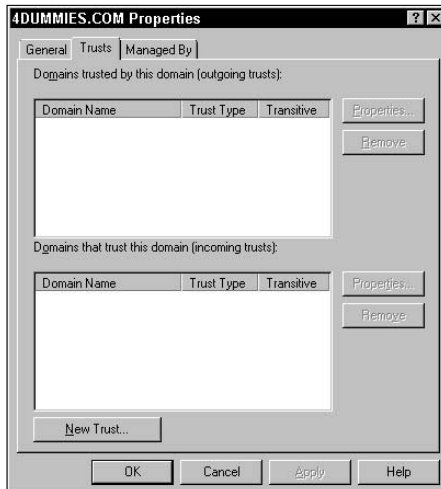 4DUMMIES.COM Properties
General Trusts Managed By
Domains trusted by this domain (outgoing trusts):
Domain Name Trust Type Transitive
Properties...
Remove
Domains that trust this domain (incoming trusts):
Domain Name Trust Type Transitive
Properties...
Remove
New Trust...
OK Cancel Apply Help